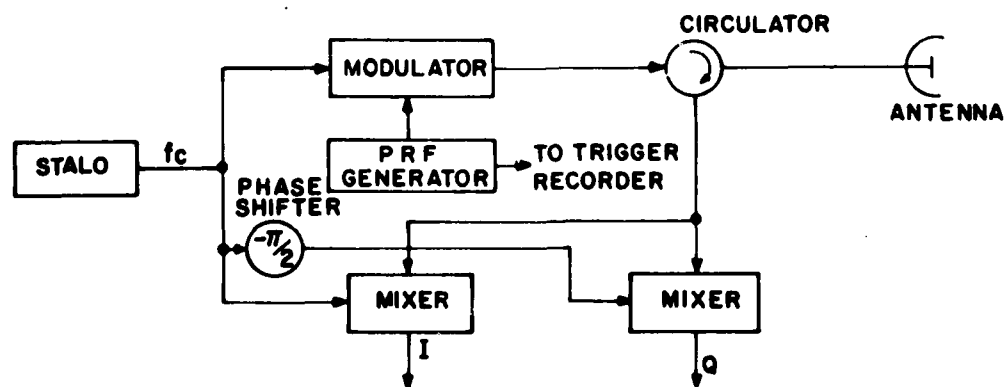 CIRCULATOR
MODULATOR
ANTENNA
STALO
fc
PRF
GENERATOR
TO TRIGGER
RECORDER
PHASE
SHIFTER
-π/2
MIXER
MIXER
I
Q